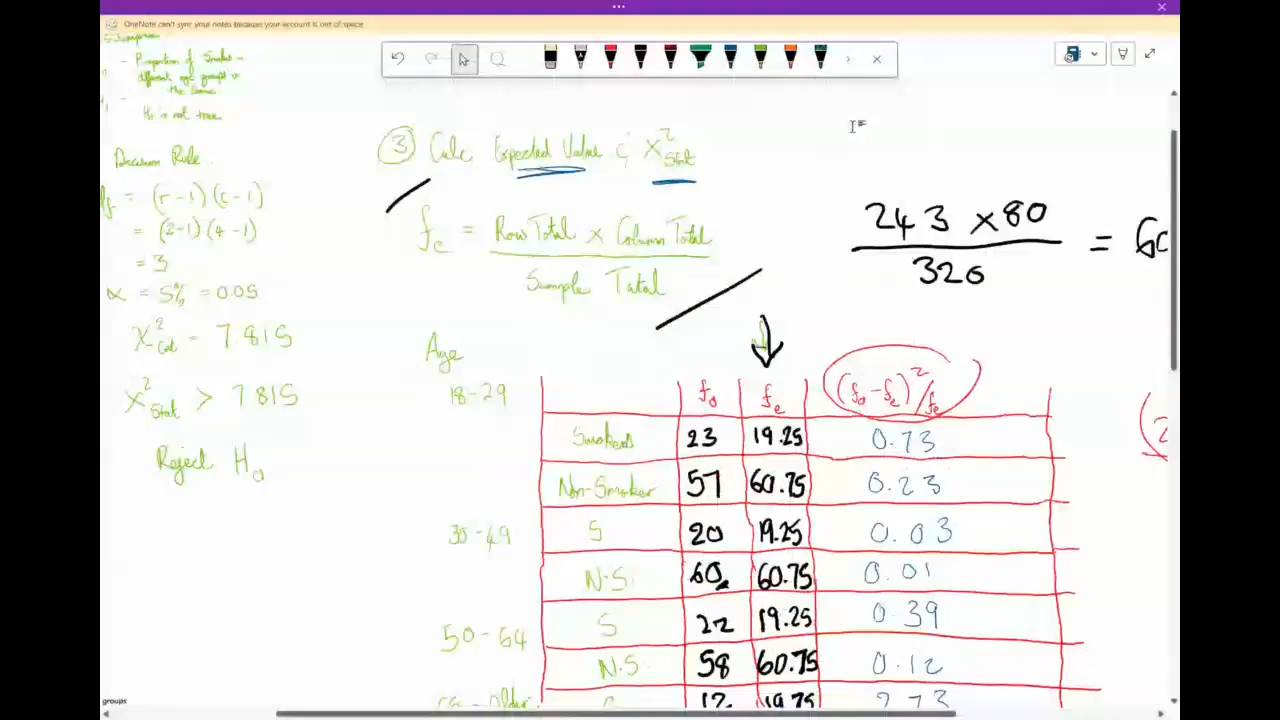 OneNote can't sync your notes because your account is out of space
Proportion of Smoker in
different age groups is
the same
H₀ is not true
Decision Rule.
= (r-1)(c-1)
= (2-1)(4-1)
= 3
α = 5% = 0.05
X²Cal = 7.815
X²Stat > 7.815
Reject H₀
③ Calc Expected Value & X²Stat
fe = Row Total x Column Total
Sample Total
243 x 80
320
=
Age
fo fe (fo-fe)²/fe
18-29 Smokers 23 19.25 0.73
Non-Smoker 57 60.75 0.23
30-49 S 20 19.25 0.03
N.S. 60 60.75 0.01
50-64 S 22 19.25 0.39
N.S. 58 60.75 0.12
groups